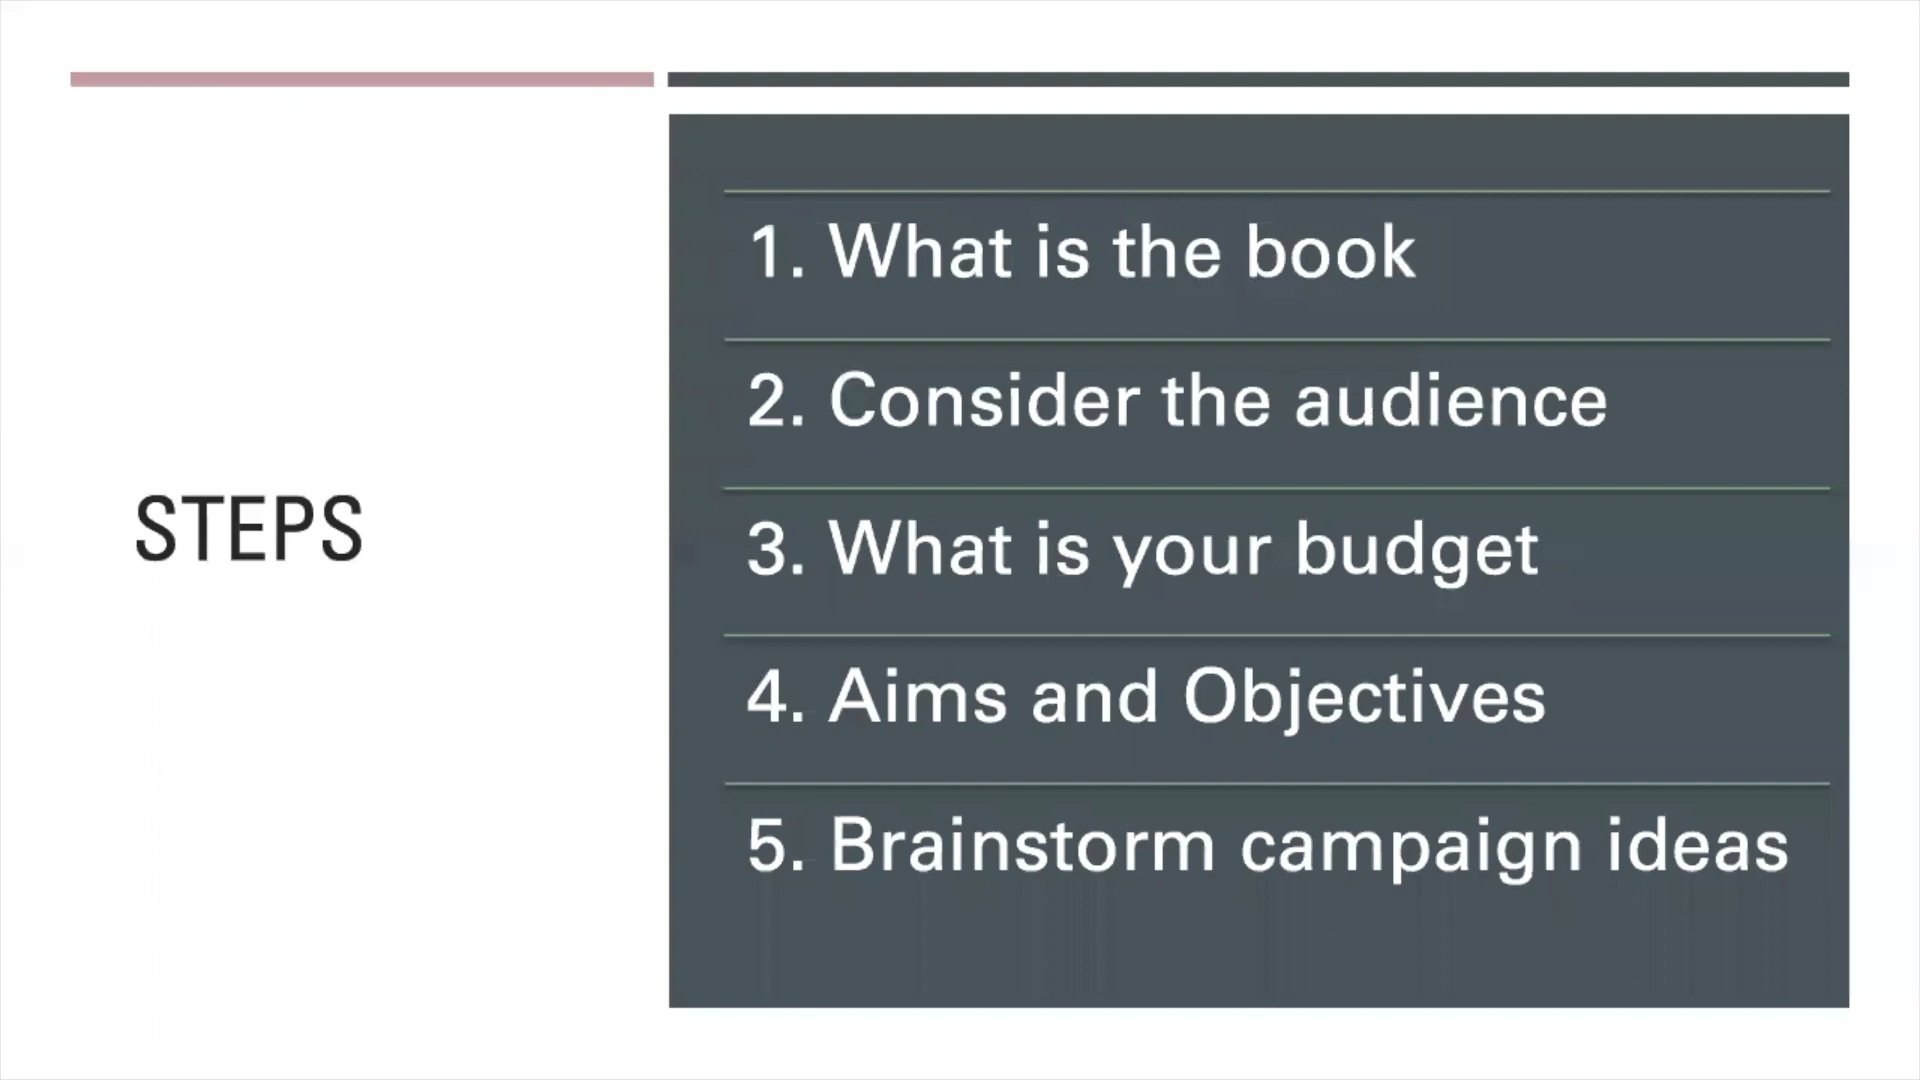 STEPS
1. What is the book
2. Consider the audience
3. What is your budget
4. Aims and Objectives
5. Brainstorm campaign ideas